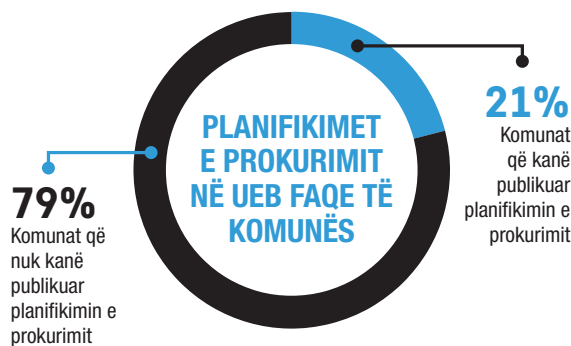 PLANIFIKIMET
E PROKURIMIT
NË UEB FAQE TË
KOMUNËS
21%
Komunat
që kanë
publikuar
planifikimin e
prokurimit
79%
Komunat që
nuk kanë
publikuar
planifikimin e
prokurimit